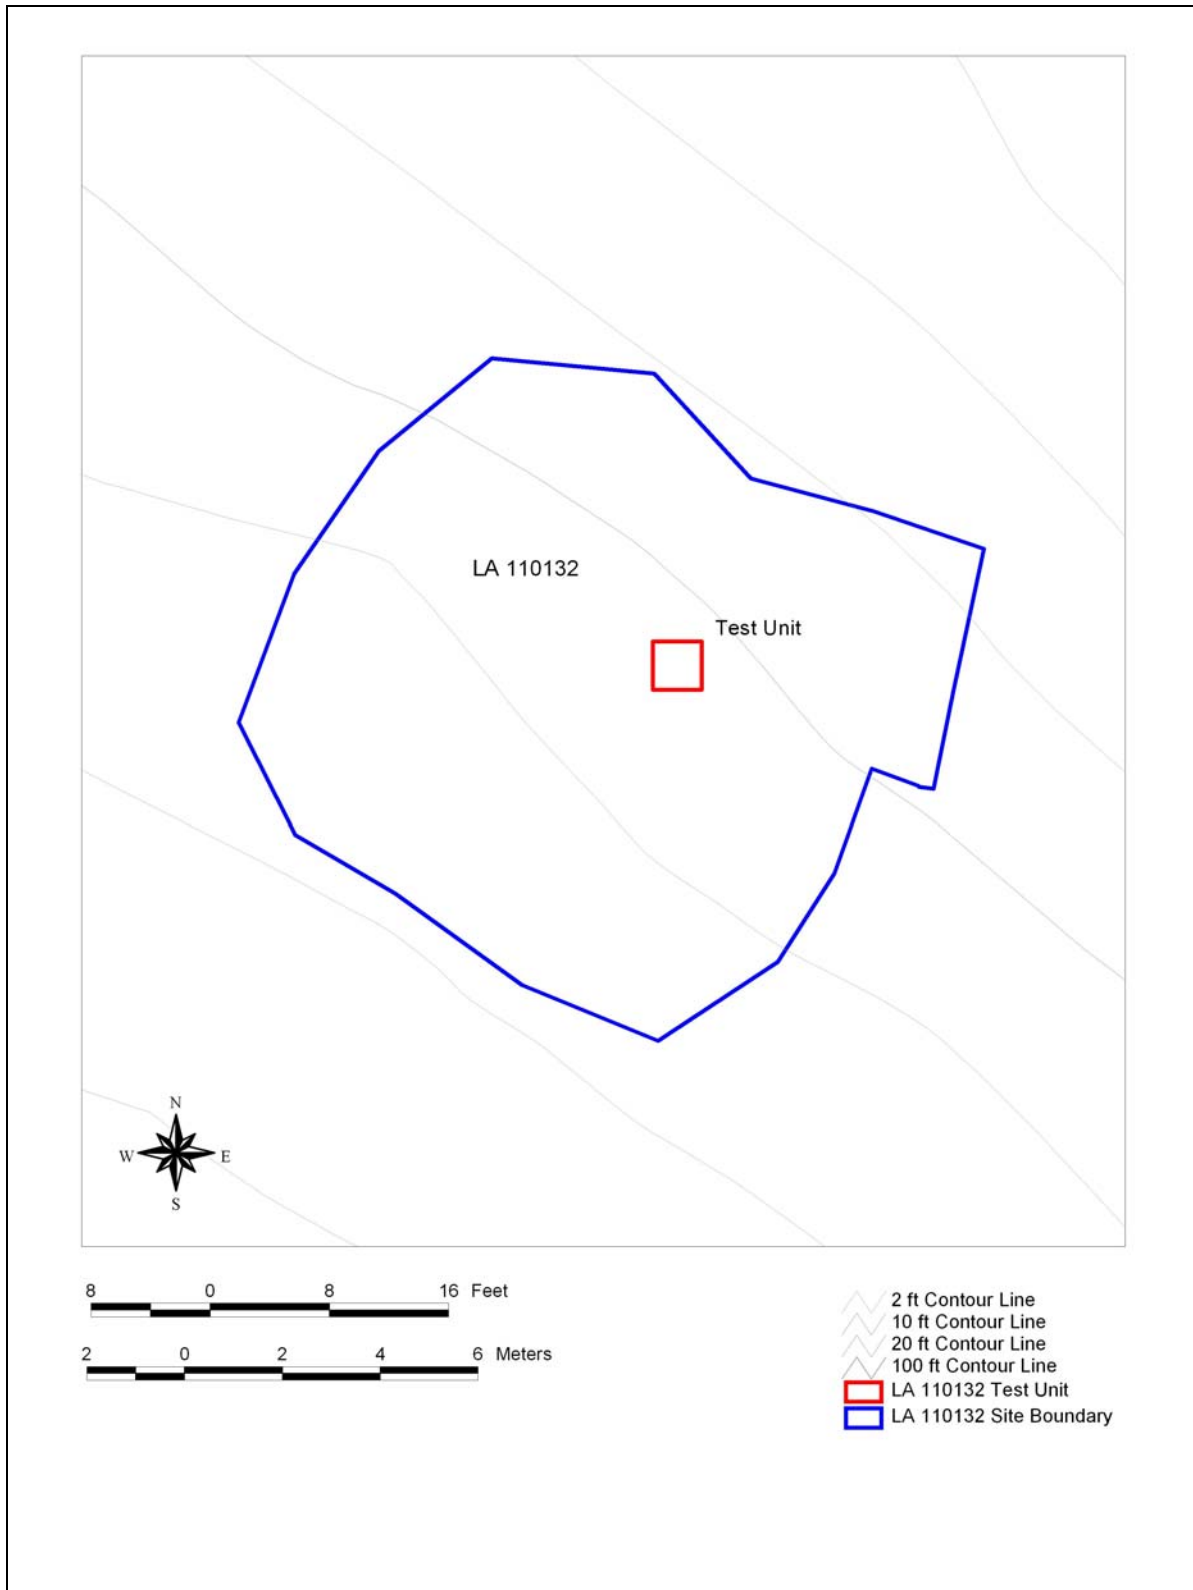 LA 110132
Test Unit
N
W E
S
8 0 8 16 Feet
2 0 2 4 6 Meters
2 ft Contour Line
10 ft Contour Line
20 ft Contour Line
100 ft Contour Line
LA 110132 Test Unit
LA 110132 Site Boundary